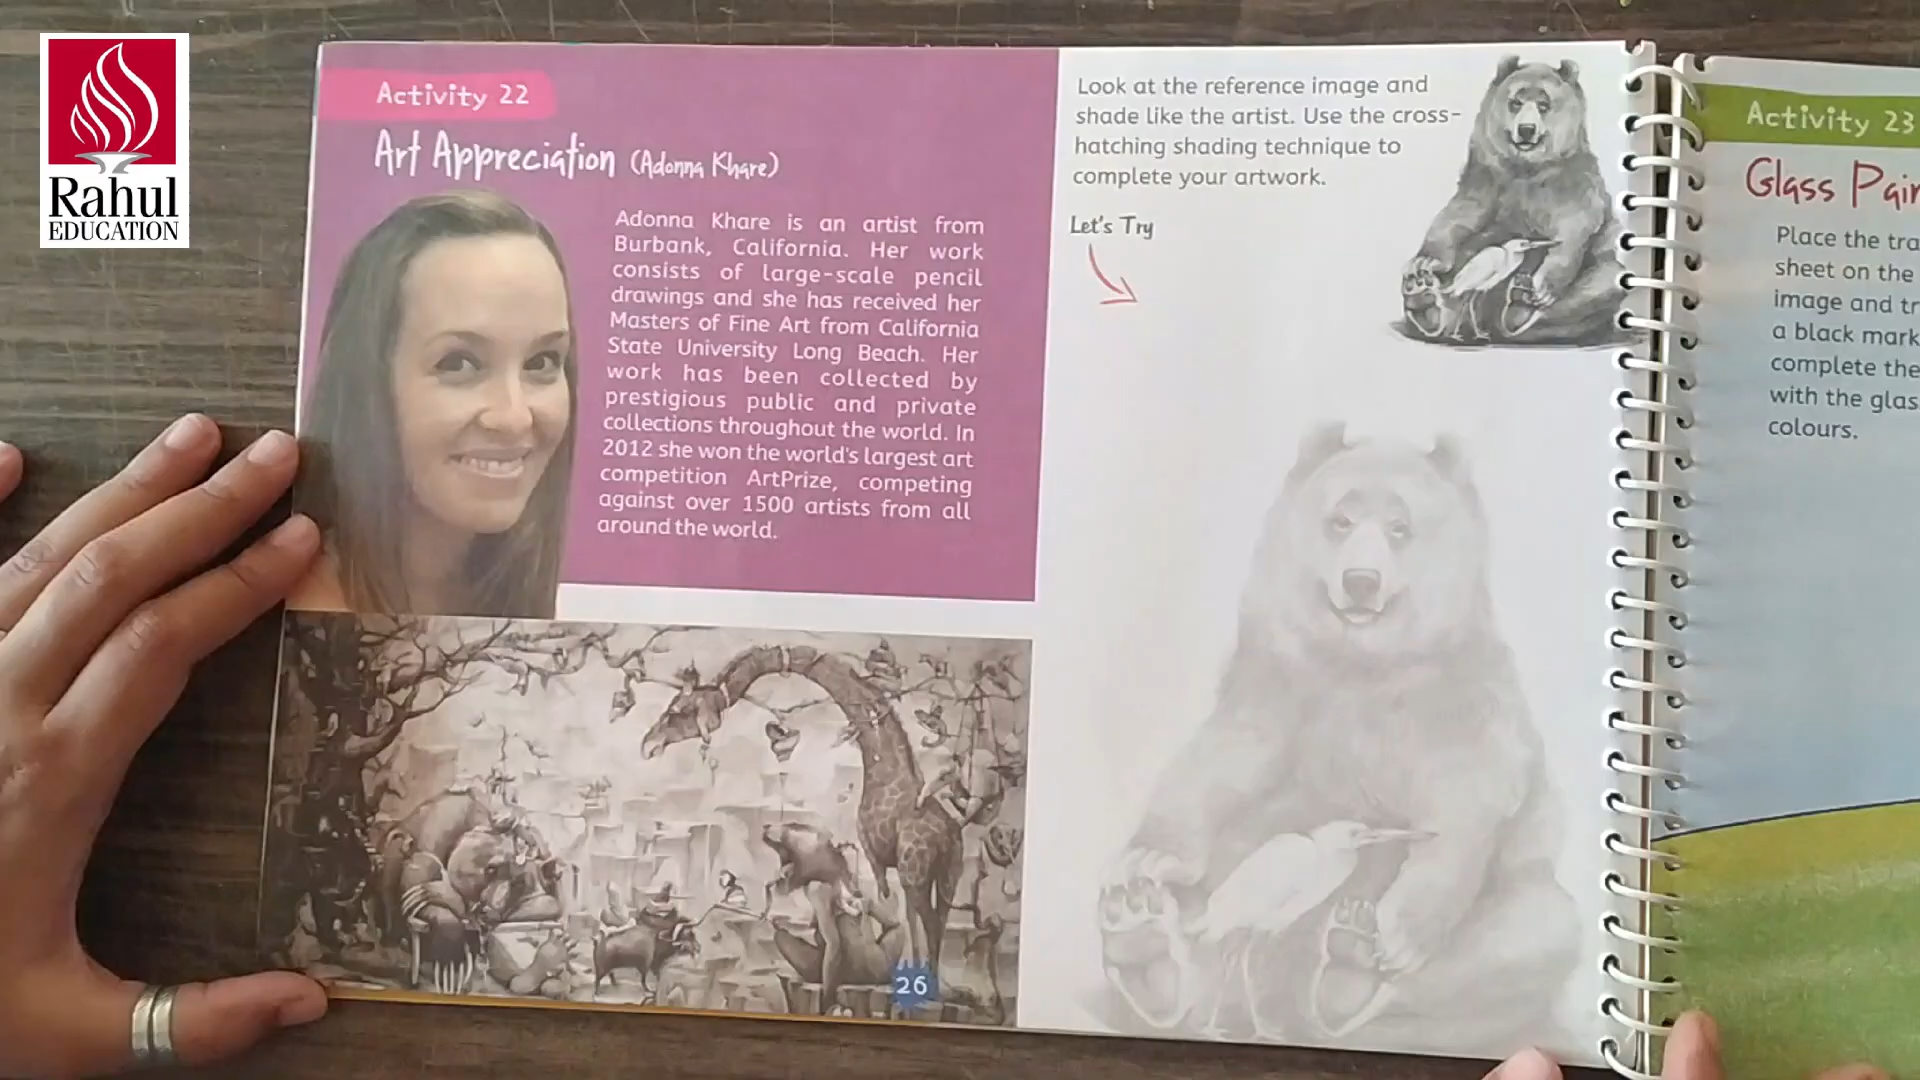 Rahul
EDUCATION
Activity 22
Art Appreciation (Adonna Khare)
Adonna Khare is an artist from
Burbank, California. Her work
consists of large-scale pencil
drawings and she has received her
Masters of Fine Art from California
State University Long Beach. Her
work has been collected by
prestigious public and private
collections throughout the world. In
2012 she won the world's largest art
competition ArtPrize, competing
against over 1500 artists from all
around the world.
26
Look at the reference image and
shade like the artist. Use the cross-
hatching shading technique to
complete your artwork.
Let's Try
Activity 23
Glass
Place the
sheet on the
image and
a black
complete the
with the
colours.